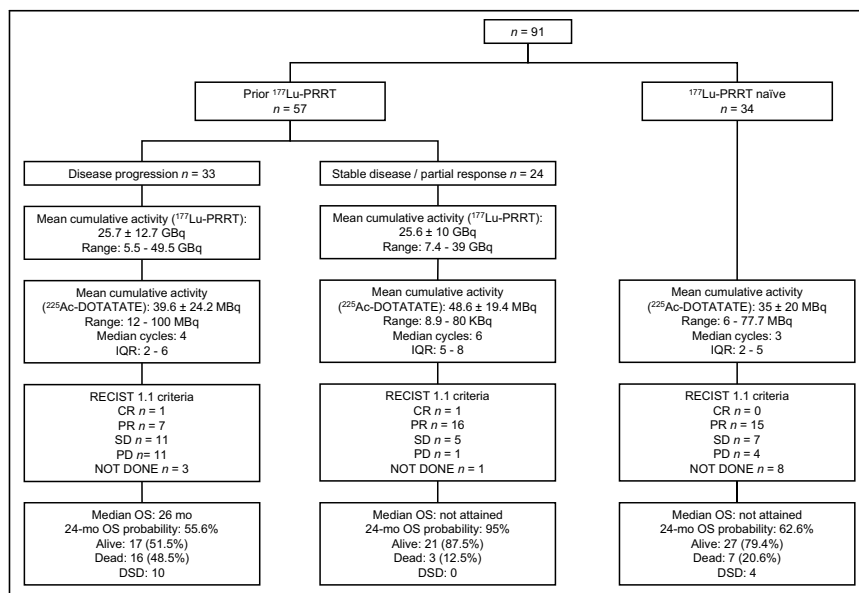 n = 91
Prior ¹⁷⁷Lu-PRRT
n = 57
¹⁷⁷Lu-PRRT naïve
n = 34
Disease progression n = 33
Stable disease / partial response n = 24
Mean cumulative activity (¹⁷⁷Lu-PRRT):
25.7 ± 12.7 GBq
Range: 5.5 - 49.5 GBq
Mean cumulative activity (¹⁷⁷Lu-PRRT):
25.6 ± 10 GBq
Range: 7.4 - 39 GBq
Mean cumulative activity
(²²⁵Ac-DOTATATE): 39.6 ± 24.2 MBq
Range: 12 - 100 MBq
Median cycles: 4
IQR: 2 - 6
Mean cumulative activity
(²²⁵Ac-DOTATATE): 48.6 ± 19.4 MBq
Range: 8.9 - 80 KBq
Median cycles: 6
IQR: 5 - 8
Mean cumulative activity
(²²⁵Ac-DOTATATE): 35 ± 20 MBq
Range: 6 - 77.7 MBq
Median cycles: 3
IQR: 2 - 5
RECIST 1.1 criteria
CR n = 1
PR n = 7
SD n = 11
PD n = 11
NOT DONE n = 3
RECIST 1.1 criteria
CR n = 1
PR n = 16
SD n = 5
PD n = 1
NOT DONE n = 1
RECIST 1.1 criteria
CR n = 0
PR n = 15
SD n = 7
PD n = 4
NOT DONE n = 8
Median OS: 26 mo
24-mo OS probability: 55.6%
Alive: 17 (51.5%)
Dead: 16 (48.5%)
DSD: 10
Median OS: not attained
24-mo OS probability: 95%
Alive: 21 (87.5%)
Dead: 3 (12.5%)
DSD: 0
Median OS: not attained
24-mo OS probability: 62.6%
Alive: 27 (79.4%)
Dead: 7 (20.6%)
DSD: 4